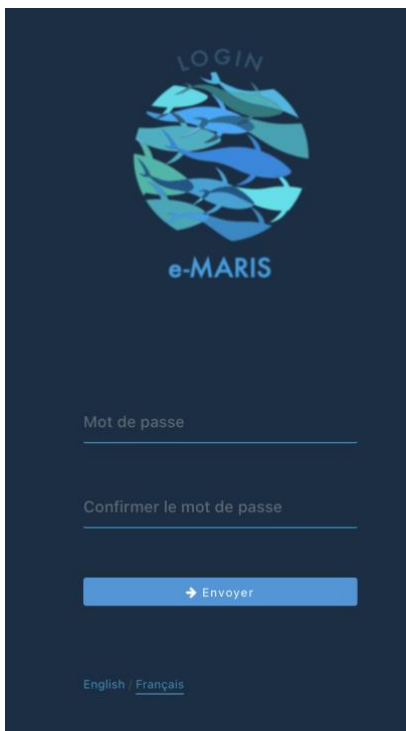 LOGIN
e-MARIS
Mot de passe
Confirmer le mot de passe
Envoyer
English / Français